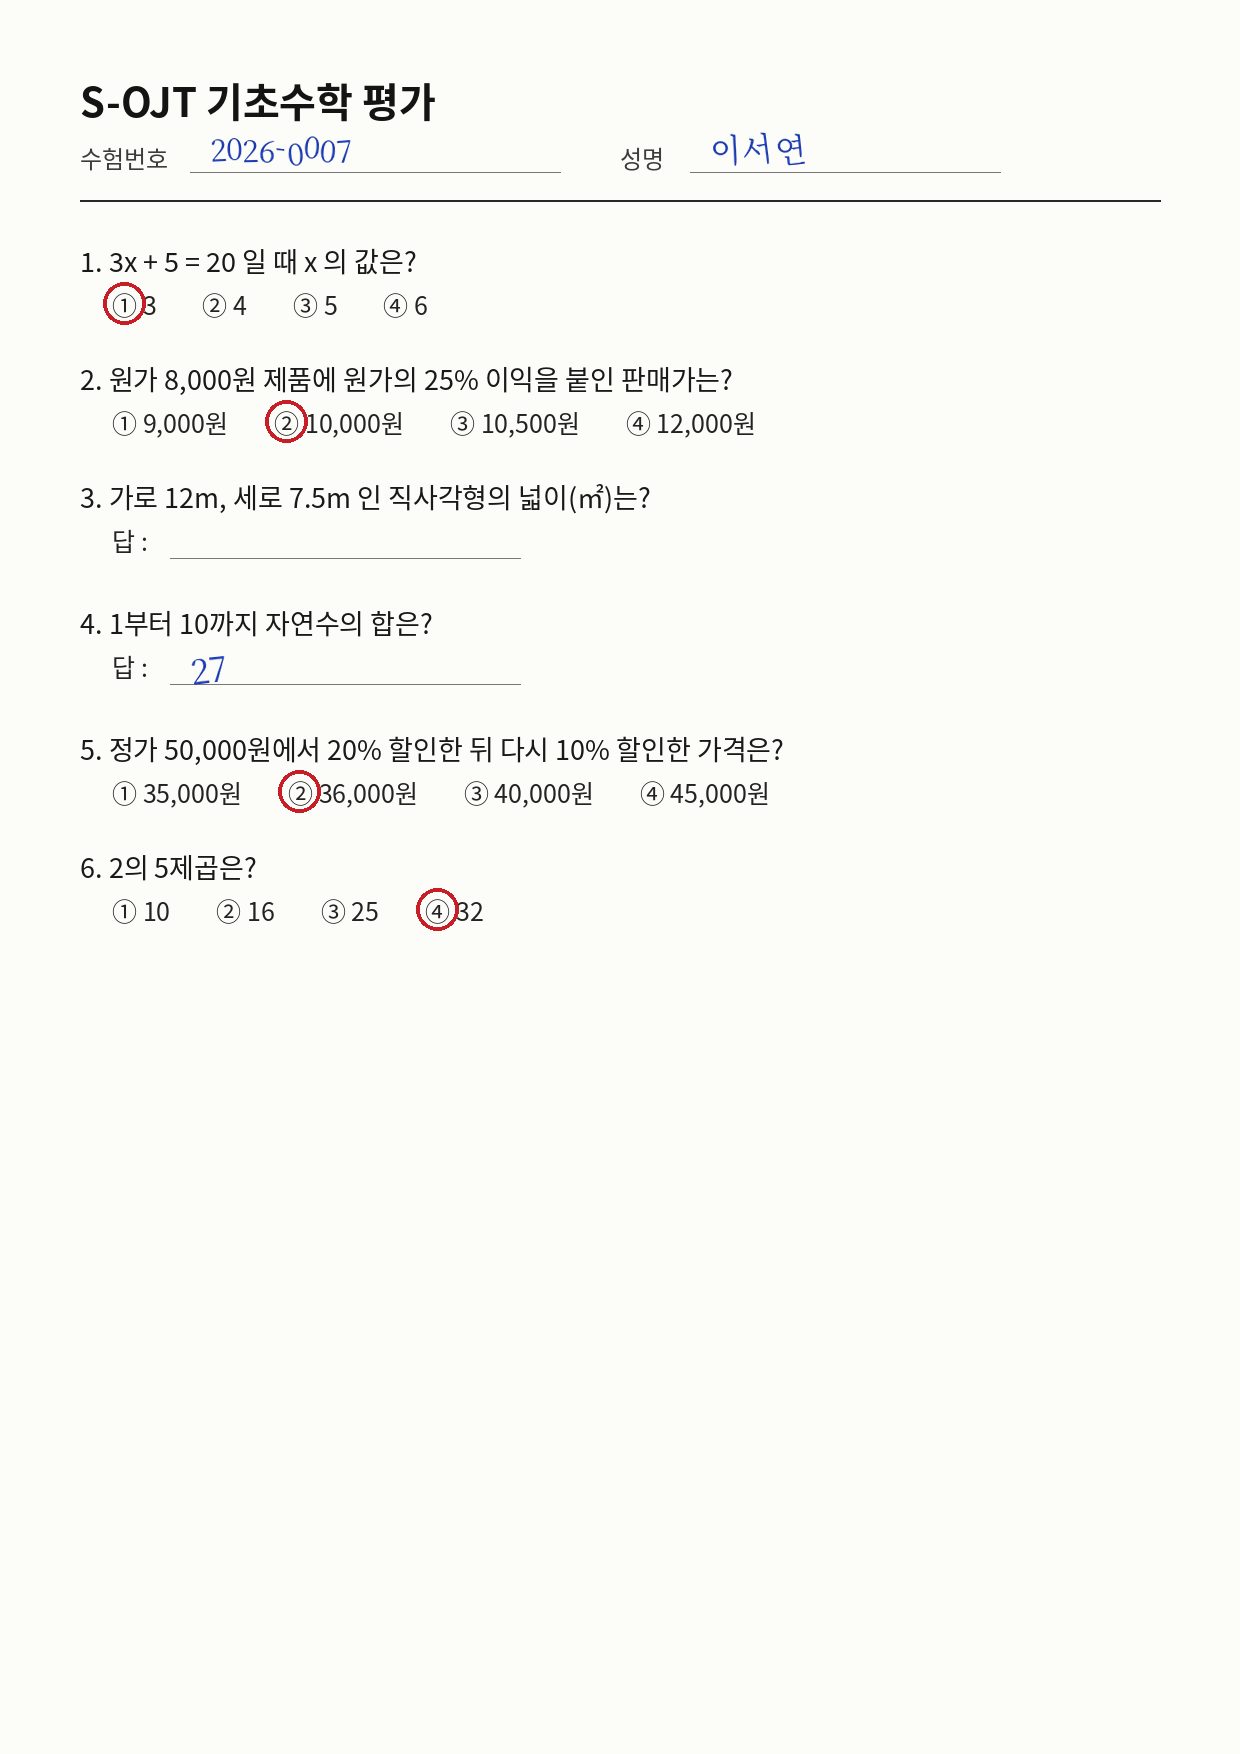 S-OJT 기초수학 평가
수험번호 2026-0007 성명 이서연
1. 3x + 5 = 20 일 때 x 의 값은?
① 3 ② 4 ③ 5 ④ 6
2. 원가 8,000원 제품에 원가의 25% 이익을 붙인 판매가는?
① 9,000원 ② 10,000원 ③ 10,500원 ④ 12,000원
3. 가로 12m, 세로 7.5m 인 직사각형의 넓이(㎡)는?
답 :
4. 1부터 10까지 자연수의 합은?
답 : 27
5. 정가 50,000원에서 20% 할인한 뒤 다시 10% 할인한 가격은?
① 35,000원 ② 36,000원 ③ 40,000원 ④ 45,000원
6. 2의 5제곱은?
① 10 ② 16 ③ 25 ④ 32